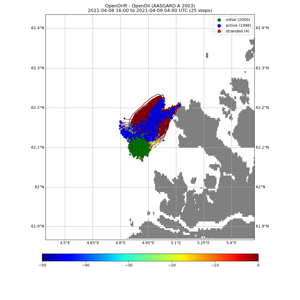 OpenDrift - OpenOil (AASGARD A 2003)
2021-04-08 16:00 to 2021-04-09 04:00 UTC (25 steps)
initial (2000)
active (1996)
stranded (4)
62.4°N 62.4°N
62.3°N 62.3°N
62.2°N 62.2°N
62.1°N 62.1°N
62°N 62°N
61.9°N 61.9°N
4.5°E 4.65°E 4.8°E 4.95°E 5.1°E 5.25°E 5.4°E
−50 −40 −30 −20 −10 0